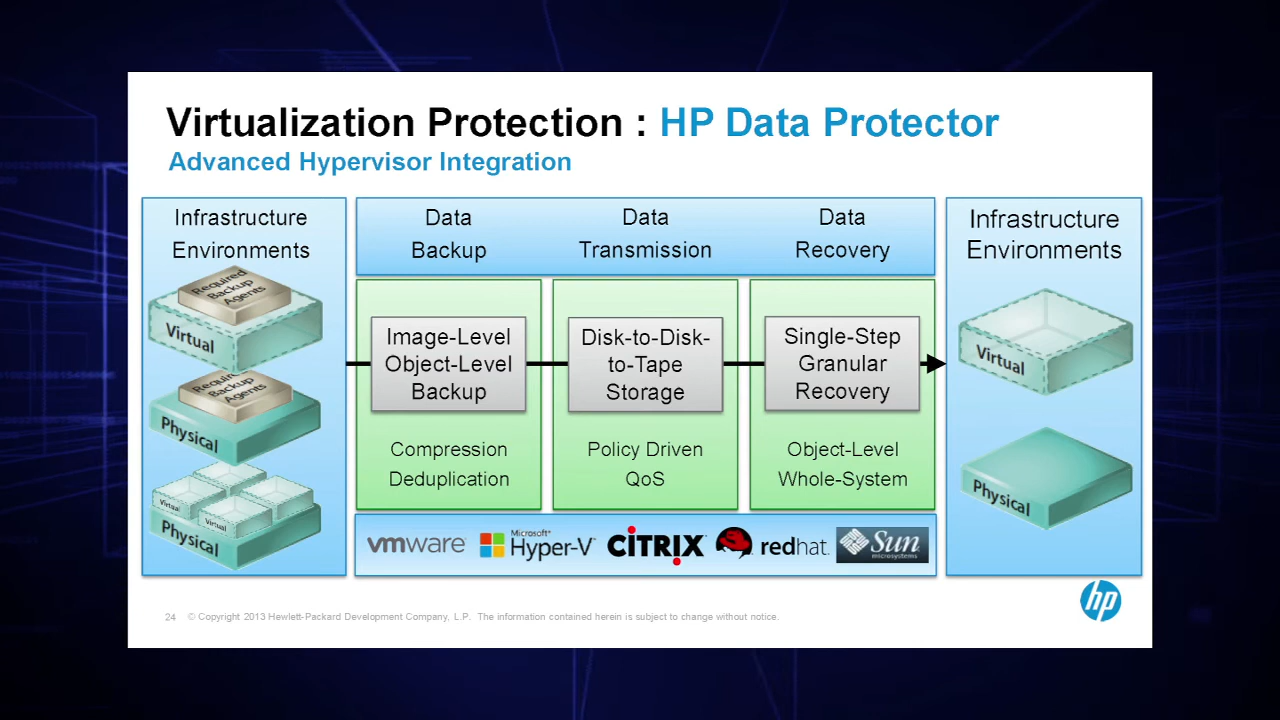 Virtualization Protection : HP Data Protector
Advanced Hypervisor Integration
Infrastructure
Environments
Required
Backup
Agents
Virtual
Required
Backup
Agents
Physical
Virtual
Virtual
Physical
Data
Backup
Data
Transmission
Data
Recovery
Image-Level
Object-Level
Backup
Compression
Deduplication
Disk-to-Disk-
to-Tape
Storage
Policy Driven
QoS
Single-Step
Granular
Recovery
Object-Level
Whole-System
vmware
Microsoft®
Hyper-V
CİTRIX
redhat.
Sun
microsystems
Infrastructure
Environments
Virtual
Physical
hp
24 © Copyright 2013 Hewlett-Packard Development Company, L.P. The information contained herein is subject to change without notice.